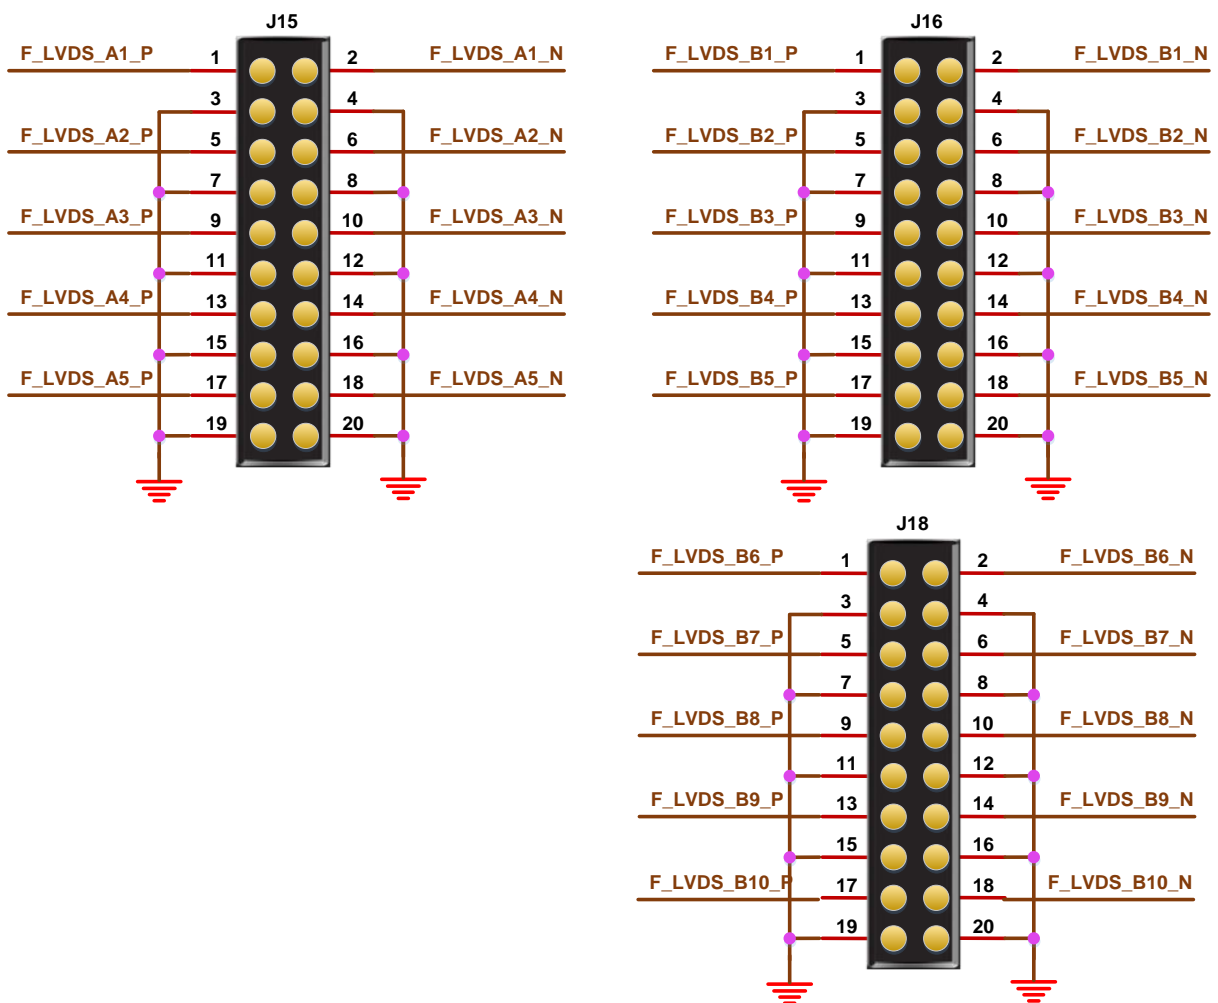 J15
F_LVDS_A1_P 1 2 F_LVDS_A1_N
3 4
F_LVDS_A2_P 5 6 F_LVDS_A2_N
7 8
F_LVDS_A3_P 9 10 F_LVDS_A3_N
11 12
F_LVDS_A4_P 13 14 F_LVDS_A4_N
15 16
F_LVDS_A5_P 17 18 F_LVDS_A5_N
19 20
J16
F_LVDS_B1_P 1 2 F_LVDS_B1_N
3 4
F_LVDS_B2_P 5 6 F_LVDS_B2_N
7 8
F_LVDS_B3_P 9 10 F_LVDS_B3_N
11 12
F_LVDS_B4_P 13 14 F_LVDS_B4_N
15 16
F_LVDS_B5_P 17 18 F_LVDS_B5_N
19 20
J18
F_LVDS_B6_P 1 2 F_LVDS_B6_N
3 4
F_LVDS_B7_P 5 6 F_LVDS_B7_N
7 8
F_LVDS_B8_P 9 10 F_LVDS_B8_N
11 12
F_LVDS_B9_P 13 14 F_LVDS_B9_N
15 16
F_LVDS_B10_P 17 18 F_LVDS_B10_N
19 20